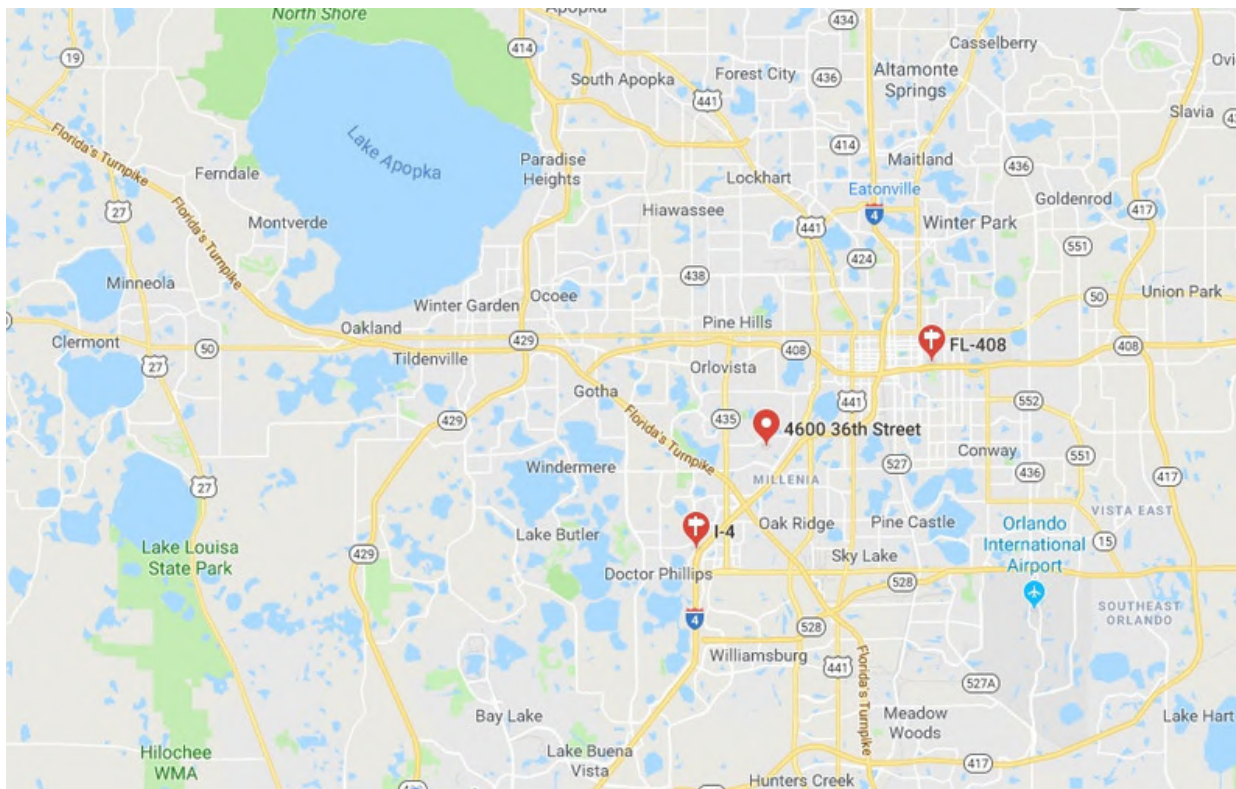 North Shore
Apopka
434
Casselberry
19
414
South Apopka
Forest City
436
Altamonte
Springs
441
Slavia
Florida's Turnpike
Lake Apopka
Paradise
Heights
Ferndale
414
Maitland
436
Lockhart
Eatonville
Goldenrod
27
Florida's Turnpike
Montverde
Hiawassee
441
4
Winter Park
417
551
424
438
Minneola
Winter Garden
Ocoee
50
Union Park
Oakland
429
Pine Hills
FL-408
Clermont
50
Tildenville
408
408
27
Orlovista
Gotha
441
552
429
Florida's Turnpike
435
4600 36th Street
Windermere
527
Conway
551
436
417
27
MILLENIA
VISTA EAST
Lake Butler
I-4
Oak Ridge
Pine Castle
Orlando
International
Airport
15
Lake Louisa
State Park
429
Doctor Phillips
Sky Lake
528
SOUTHEAST
ORLANDO
4
528
Williamsburg
441
Florida's Turnpike
527A
Bay Lake
Meadow
Woods
Lake Hart
Hilochee
WMA
Lake Buena
Vista
417
Hunters Creek